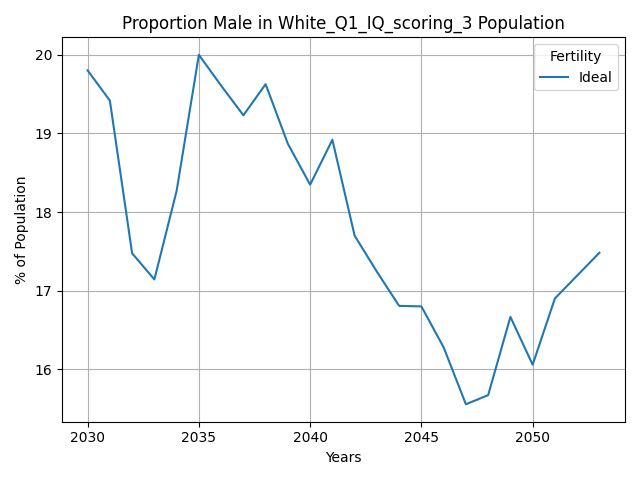 Proportion Male in White_Q1_IQ_scoring_3 Population
Fertility
Ideal
% of Population
20
19
18
17
16
2030 2035 2040 2045 2050
Years